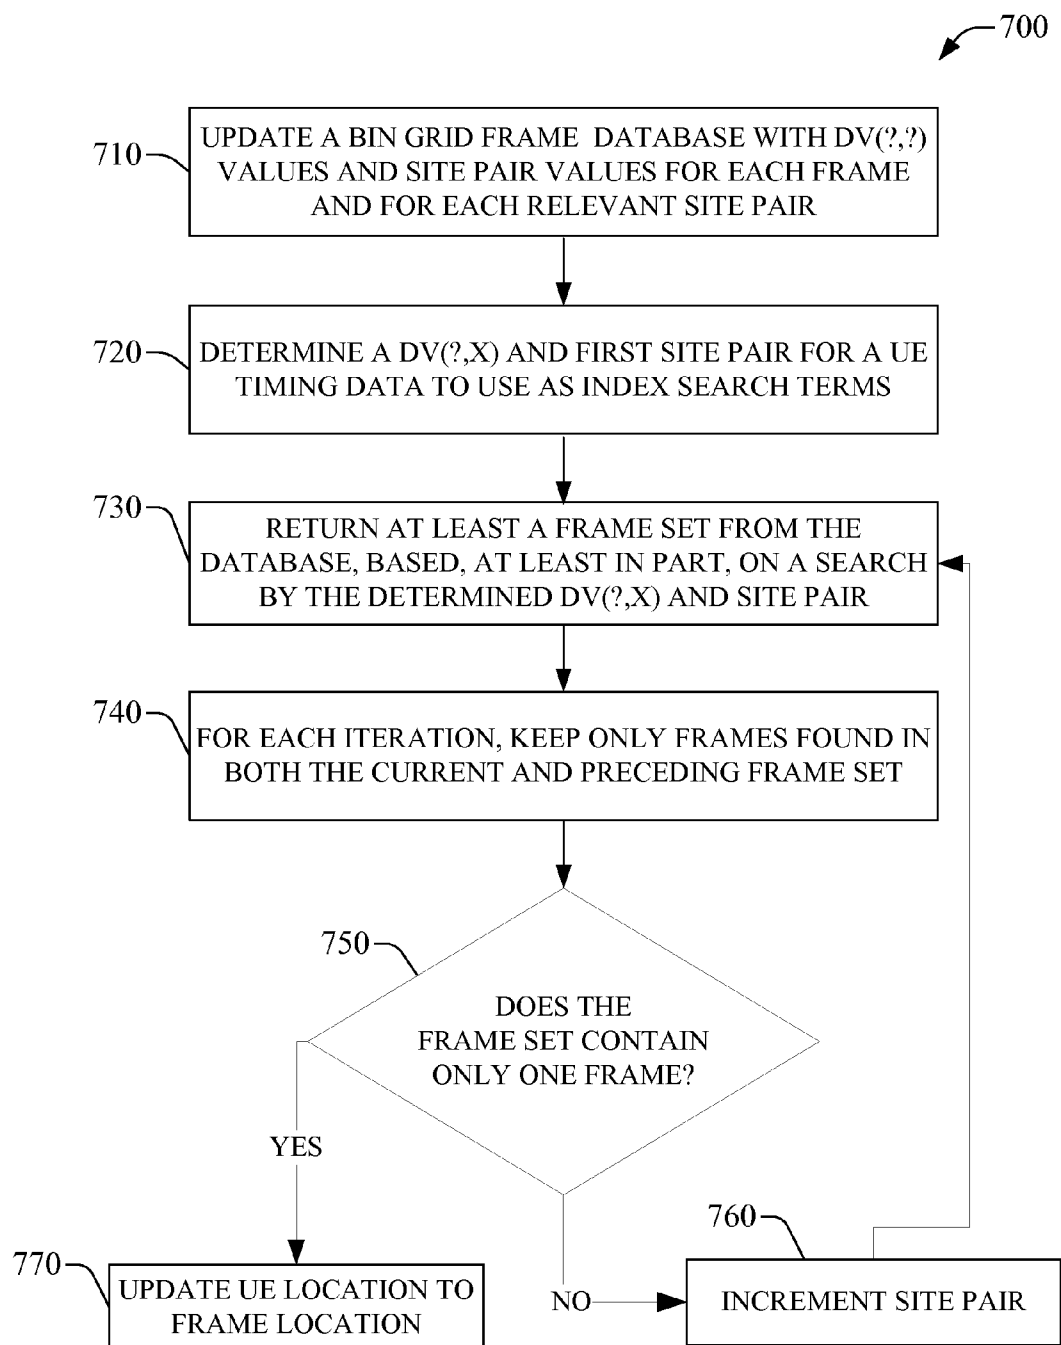 700
710
UPDATE A BIN GRID FRAME DATABASE WITH DV(?,?)
VALUES AND SITE PAIR VALUES FOR EACH FRAME
AND FOR EACH RELEVANT SITE PAIR
720
DETERMINE A DV(?,X) AND FIRST SITE PAIR FOR A UE
TIMING DATA TO USE AS INDEX SEARCH TERMS
730
RETURN AT LEAST A FRAME SET FROM THE
DATABASE, BASED, AT LEAST IN PART, ON A SEARCH
BY THE DETERMINED DV(?,X) AND SITE PAIR
740
FOR EACH ITERATION, KEEP ONLY FRAMES FOUND IN
BOTH THE CURRENT AND PRECEDING FRAME SET
750
DOES THE
FRAME SET CONTAIN
ONLY ONE FRAME?
YES
NO
760
INCREMENT SITE PAIR
770
UPDATE UE LOCATION TO
FRAME LOCATION